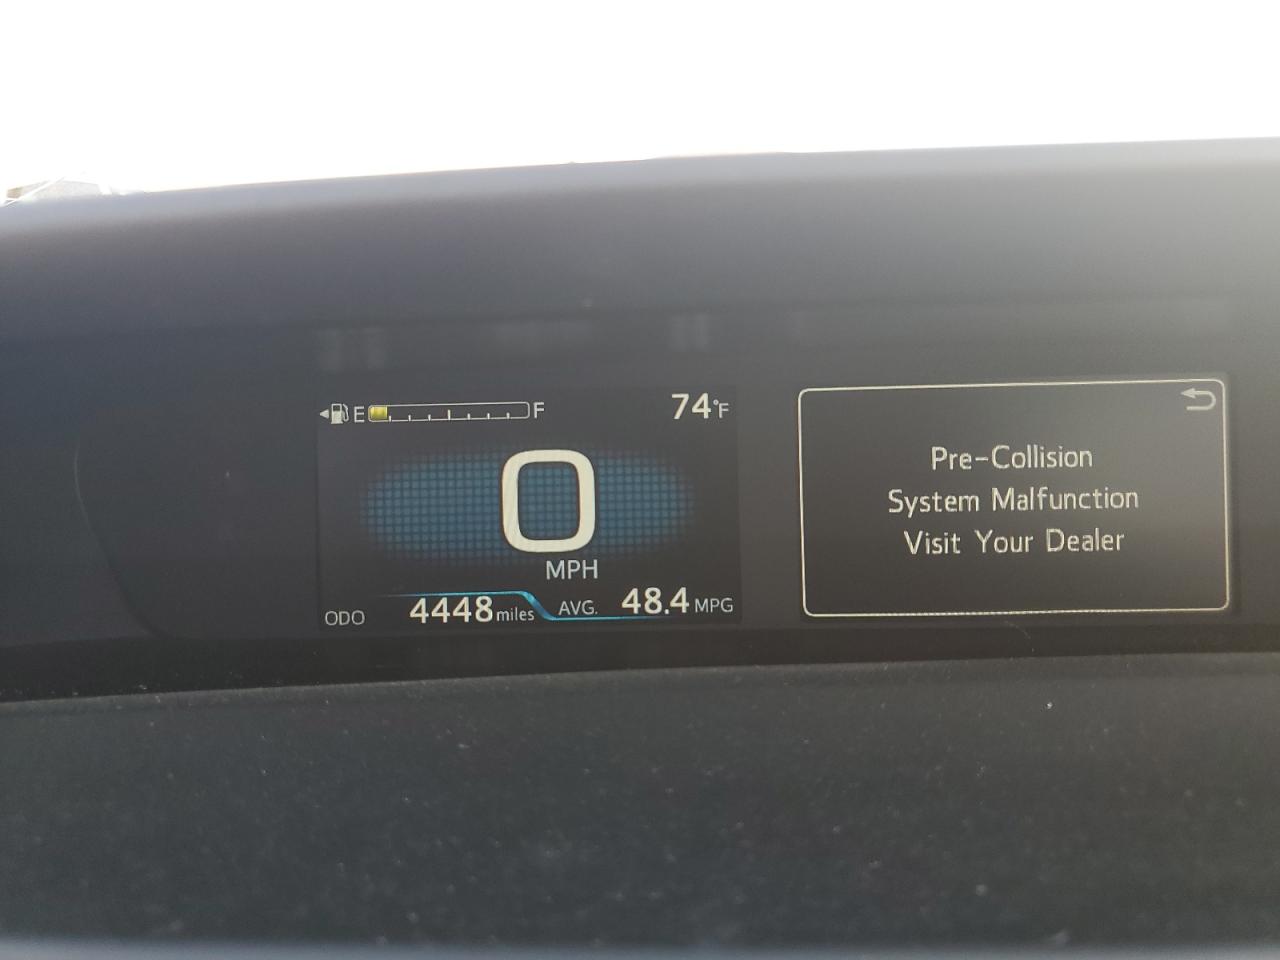 E F 74°F
0
MPH
ODO 4448 miles AVG. 48.4 MPG
Pre-Collision
System Malfunction
Visit Your Dealer